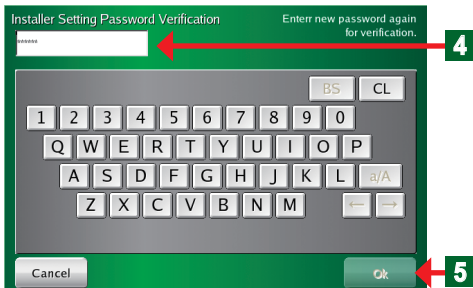 Installer Setting Password Verification
Enterr new password again
for verification.
******
4
BS CL
1 2 3 4 5 6 7 8 9 0
Q W E R T Y U I O P
A S D F G H J K L a/A
Z X C V B N M ← →
Cancel Ok
5